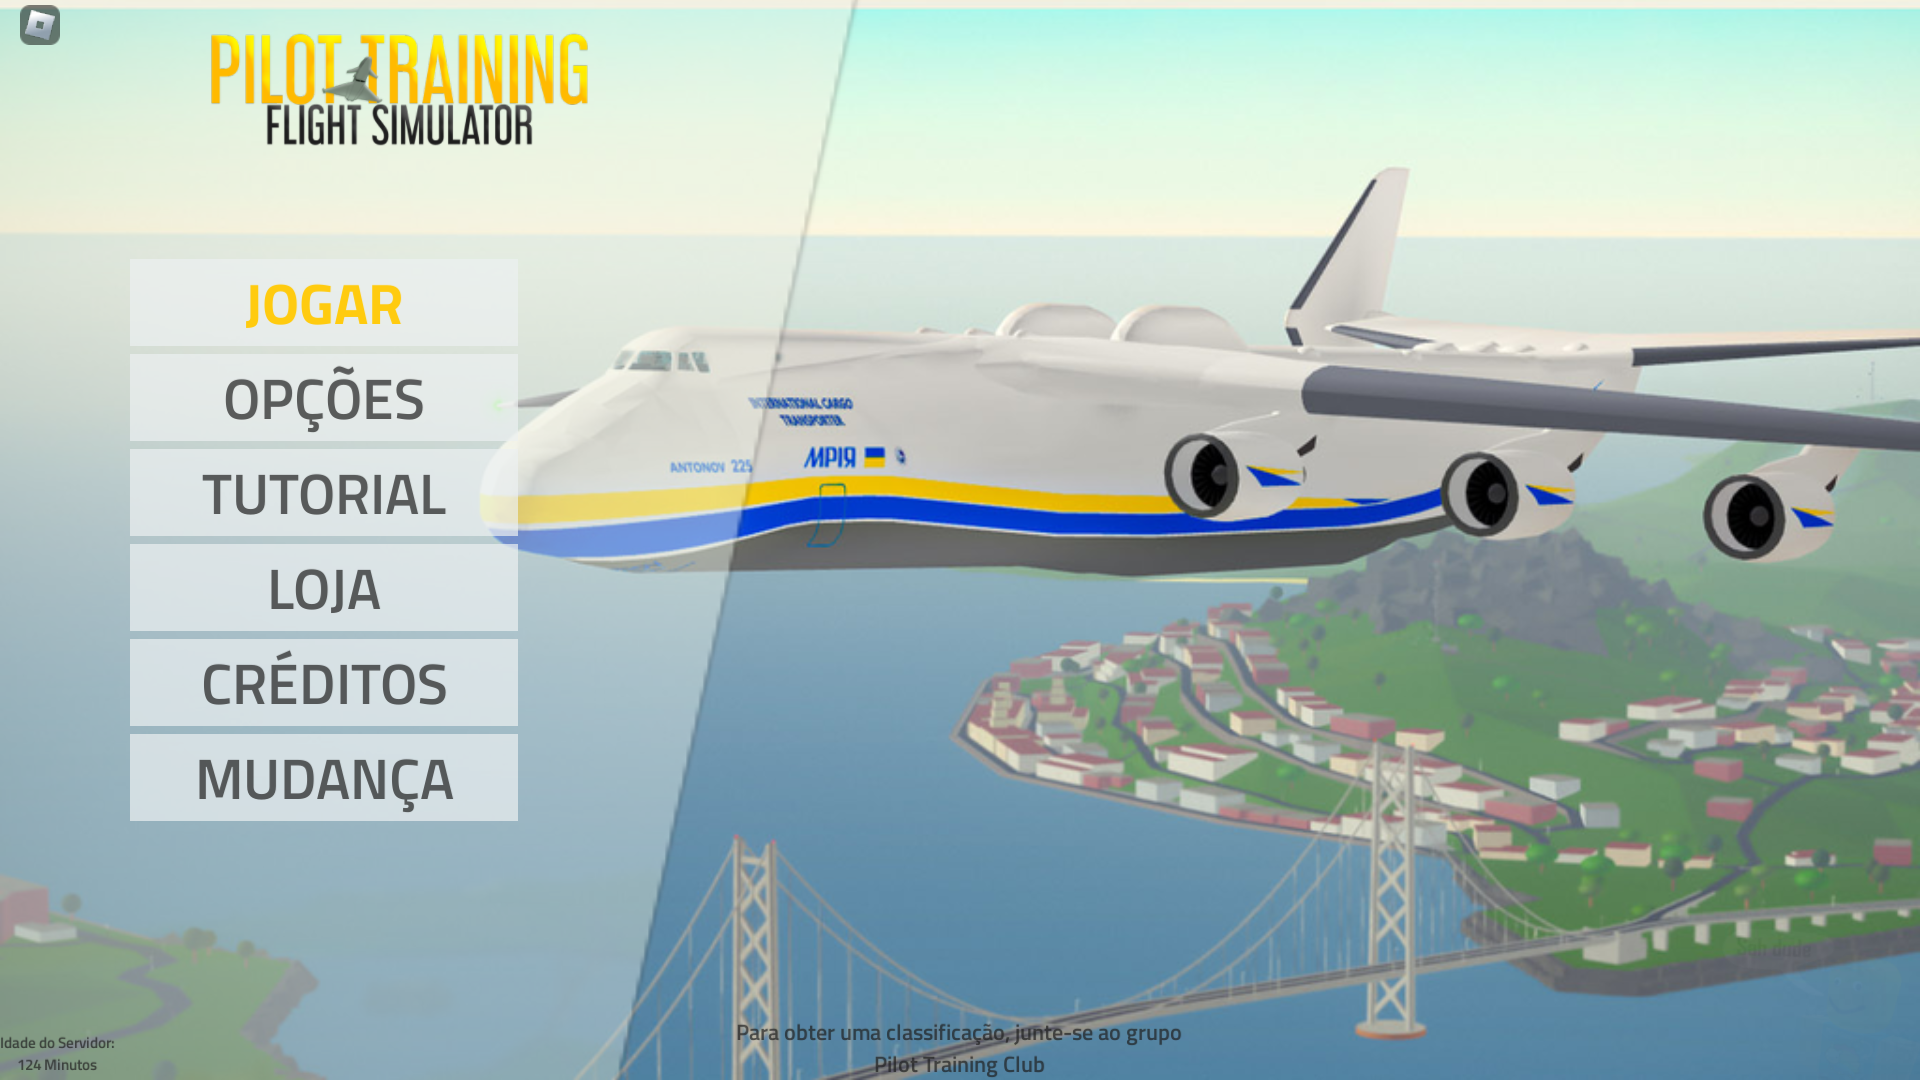 PILOT TRAINING
FLIGHT SIMULATOR
JOGAR
OPÇÕES
TUTORIAL
LOJA
CRÉDITOS
MUDANÇA
INTERNATIONAL CARGO
TRANSPORTER
МРІЯ
ANTONOV 225
Para obter uma classificação, junte-se ao grupo
Pilot Training Club
Idade do Servidor:
124 Minutos